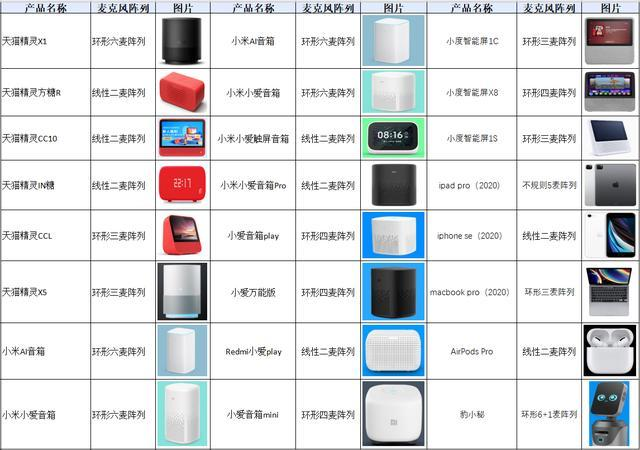 产品名称 麦克风阵列 图片 产品名称 麦克风阵列 图片 产品名称 麦克风阵列 图片
天猫精灵X1 环形六麦阵列 小米AI音箱 环形六麦阵列 小度智能屏1C 环形三麦阵列
天猫精灵方糖R 线性二麦阵列 小米小爱音箱 环形六麦阵列 小度智能屏X8 环形四麦阵列
天猫精灵CC10 线性二麦阵列 小米小爱触屏音箱 线性二麦阵列 08:16 小度智能屏1S 环形三麦阵列
天猫精灵IN糖 线性二麦阵列 小米小爱音箱Pro 线性二麦阵列 ipad pro（2020） 不规则5麦阵列
天猫精灵CCL 环形三麦阵列 小爱音箱play 环形四麦阵列 iphone se（2020） 线性二麦阵列
天猫精灵X5 环形三麦阵列 小爱万能版 环形四麦阵列 macbook pro（2020） 环形三麦阵列
小米AI音箱 环形六麦阵列 Redmi小爱play 线性二麦阵列 AirPods Pro 线性二麦阵列
小米小爱音箱 环形六麦阵列 小爱音箱mini 环形四麦阵列 豹小秘 环形6+1麦阵列